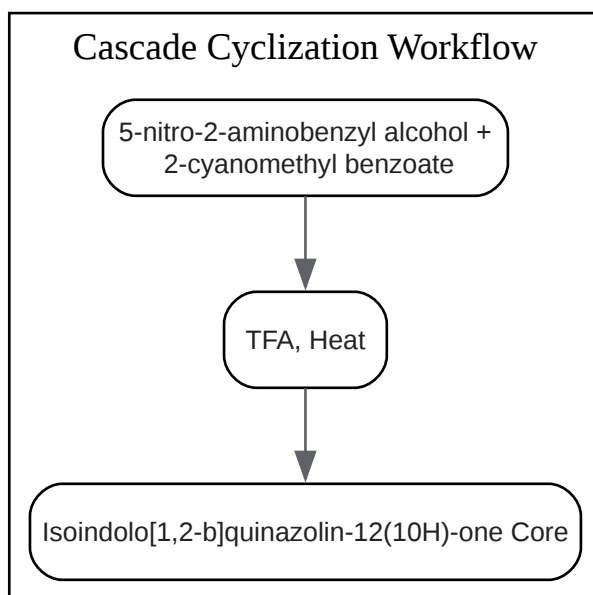 Cascade Cyclization Workflow
5-nitro-2-aminobenzyl alcohol +
2-cyanomethyl benzoate
TFA, Heat
Isoindolo[1,2-b]quinazolin-12(10H)-one Core